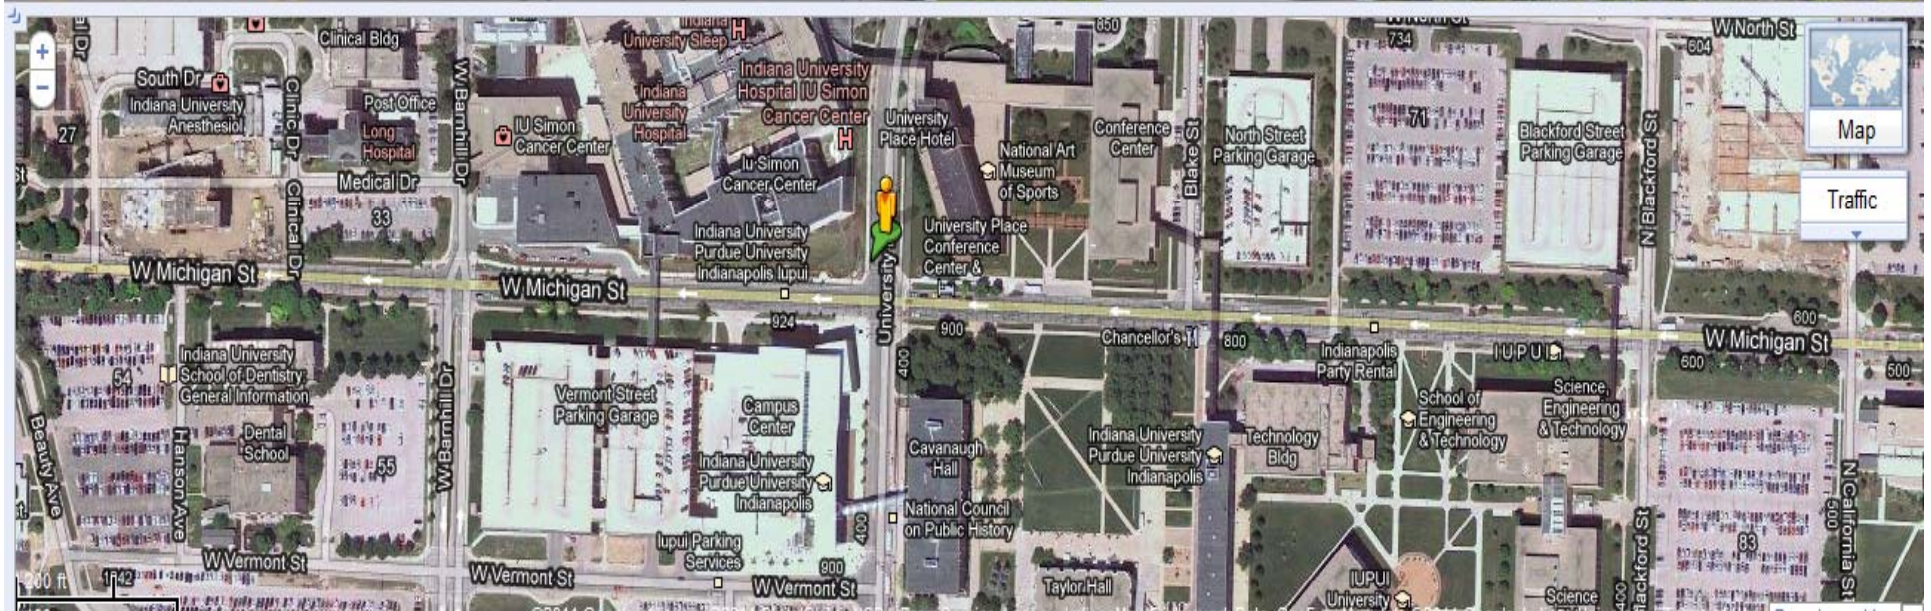 W North St
W North St
Indiana
University Sleep
H
850
734
604
Clinical Bldg
Map
South Dr
Indiana University
Anesthesiol
Clinic Dr
Post Office
Long
Hospital
W Barnhill Dr
IU Simon
Cancer Center
Indiana
University
Hospital
Indiana University
Hospital IU Simon
Cancer Center
H
University
Place Hotel
National Art
Museum
of Sports
Conference
Center
Blake St
North Street
Parking Garage
71
Blackford Street
Parking Garage
N Blackford St
27
Medical Dr
Iu Simon
Cancer Center
Traffic
33
Clinical Dr
Indiana University
Purdue University
Indianapolis Iupui
University Place
Conference
Center &
W Michigan St
W Michigan St
924
University
900
Chancellor's
800
Indianapolis
Party Rental
I U P U I
600
600
W Michigan St
500
400
Indiana University
School of Dentistry:
General Information
54
Vermont Street
Parking Garage
Campus
Center
School of
Engineering
& Technology
Science,
Engineering
& Technology
Beauty Ave
Hanson Ave
Dental
School
55
W Barnhill Dr
Indiana University
Purdue University
Indianapolis
Cavanaugh
Hall
Indiana University
Purdue University
Indianapolis
Technology
Bldg
National Council
on Public History
400
Iupui Parking
Services
900
W Vermont St
W Vermont St
W Vermont St
Taylor Hall
IUPUI
University
Science
400
Blackford St
83
N California St
500
200 ft
1042